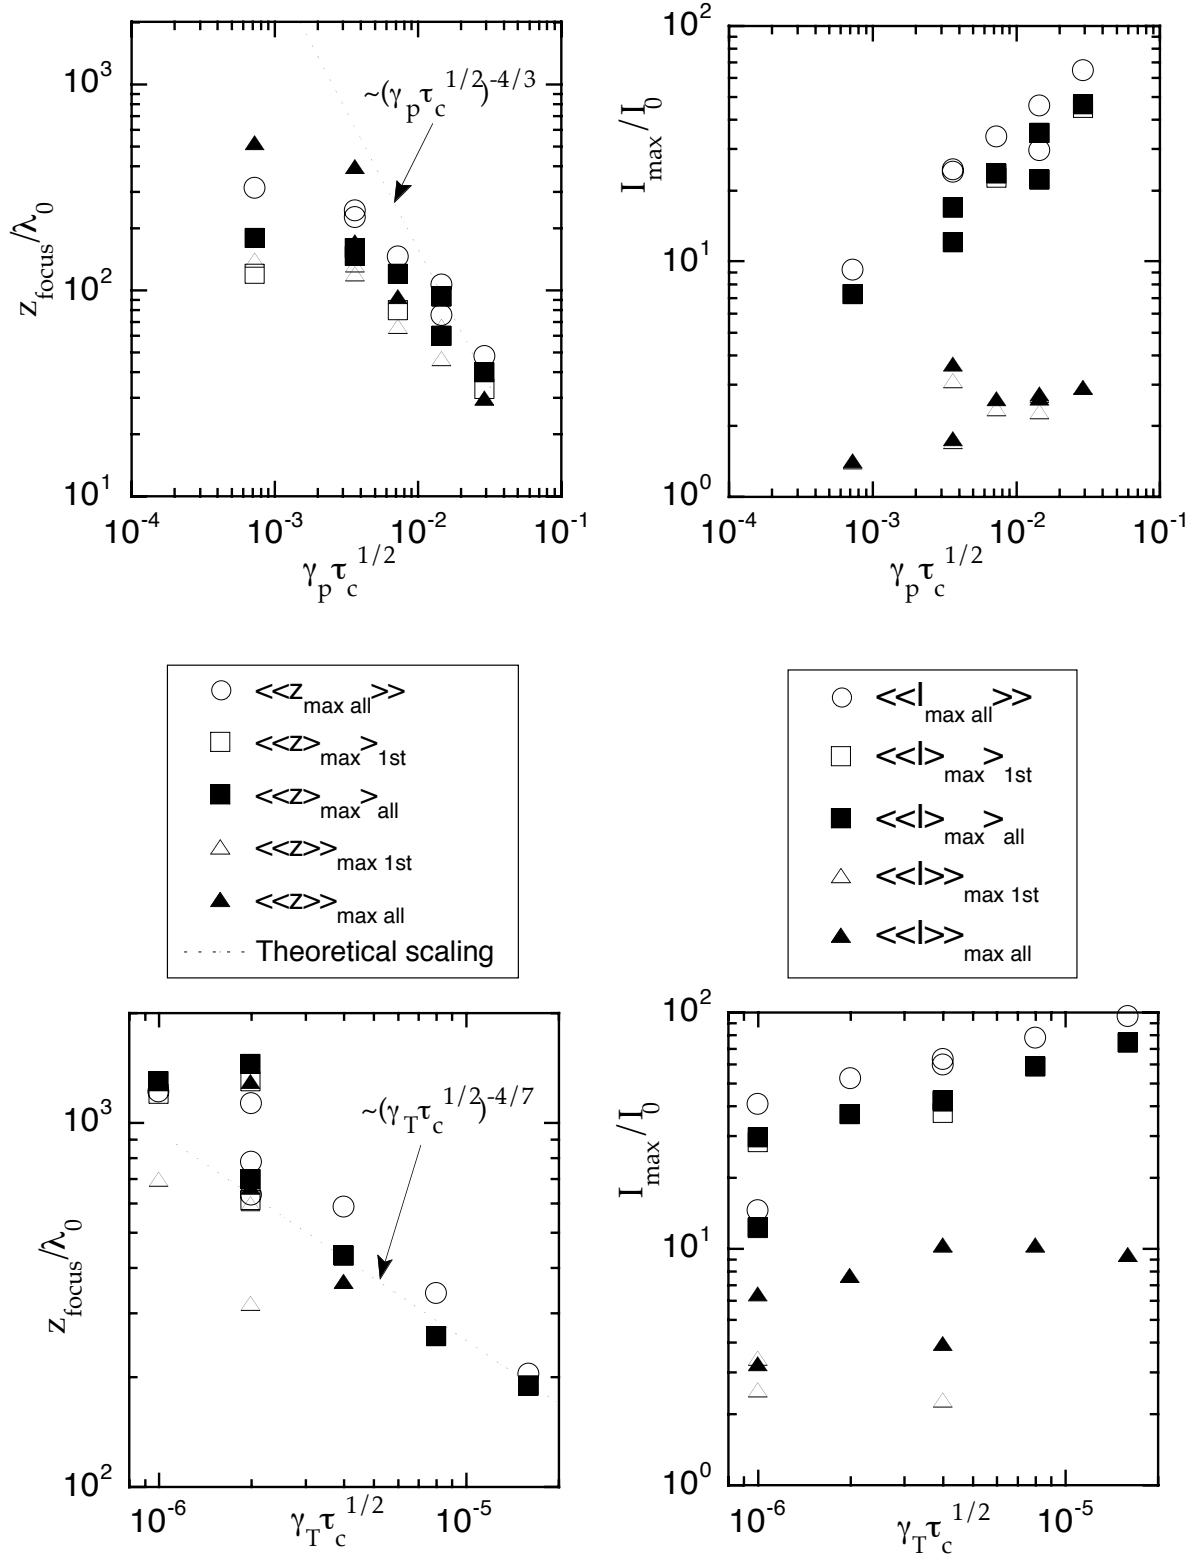 10^3
10^2
10^1
z_focus/λ_0
~(γ_p τ_c^1/2)^-4/3
10^-4 10^-3 10^-2 10^-1
γ_p τ_c^1/2
10^2
10^1
10^0
I_max/I_0
10^-4 10^-3 10^-2 10^-1
γ_p τ_c^1/2
<<z_max all>>
<<z>_max>_1st
<<z>_max>_all
<<z>>_max 1st
<<z>>_max all
Theoretical scaling
<<I_max all>>
<<I>_max>_1st
<<I>_max>_all
<<I>>_max 1st
<<I>>_max all
10^3
10^2
z_focus/λ_0
~(γ_T τ_c^1/2)^-4/7
10^-6 10^-5
γ_T τ_c^1/2
10^2
10^1
10^0
I_max/I_0
10^-6 10^-5
γ_T τ_c^1/2